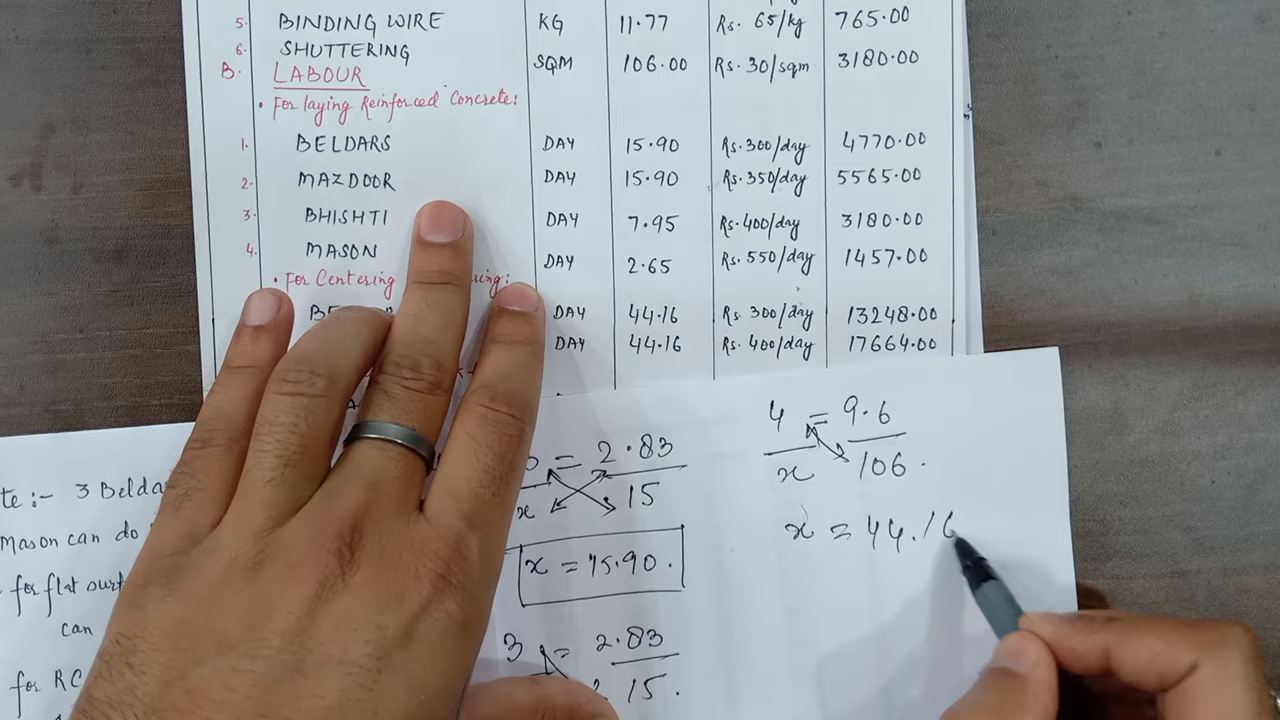 5. BINDING WIRE KG 11.77 Rs. 65/kg 765.00
6. SHUTTERING SQM 106.00 Rs. 30/sqm 3180.00
B. LABOUR
• For laying Reinforced Concrete:
1. BELDARS DAY 15.90 Rs. 300/day 4770.00
2. MAZDOOR DAY 15.90 Rs. 350/day 5565.00
3. BHISHTI DAY 7.95 Rs. 400/day 3180.00
4. MASON DAY 2.65 Rs. 550/day 1457.00
• For Centering
DAY 44.16 Rs. 300/day 13248.00
DAY 44.16 Rs. 400/day 17664.00
3 Belda
Mason can do
for flat surf
can
for RC
= 2.83
x 15
x = 15.90.
3 = 2.83
15.
4 = 9.6
x 106.
x = 44.16